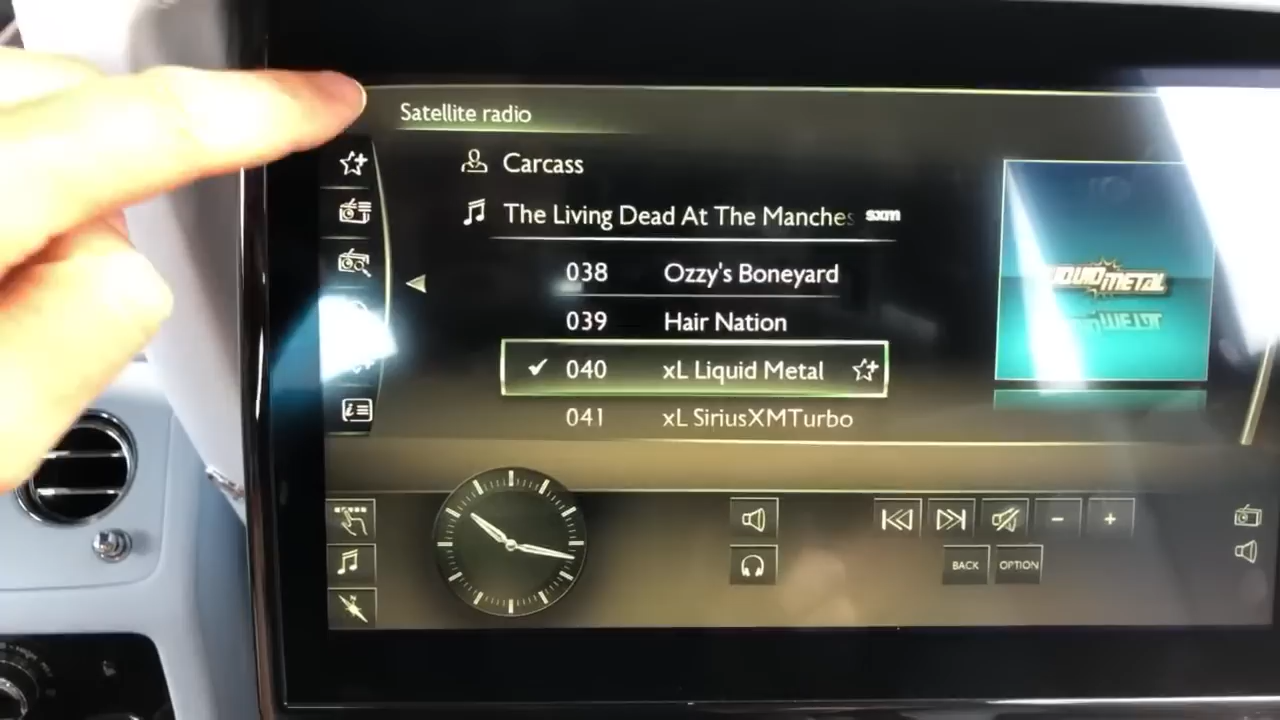 Satellite radio
Carcass
The Living Dead At The Manches
sxm
038 Ozzy's Boneyard
039 Hair Nation
✓ 040 xL Liquid Metal
041 xL SiriusXMTurbo
LIQUID METAL
BACK
OPTION